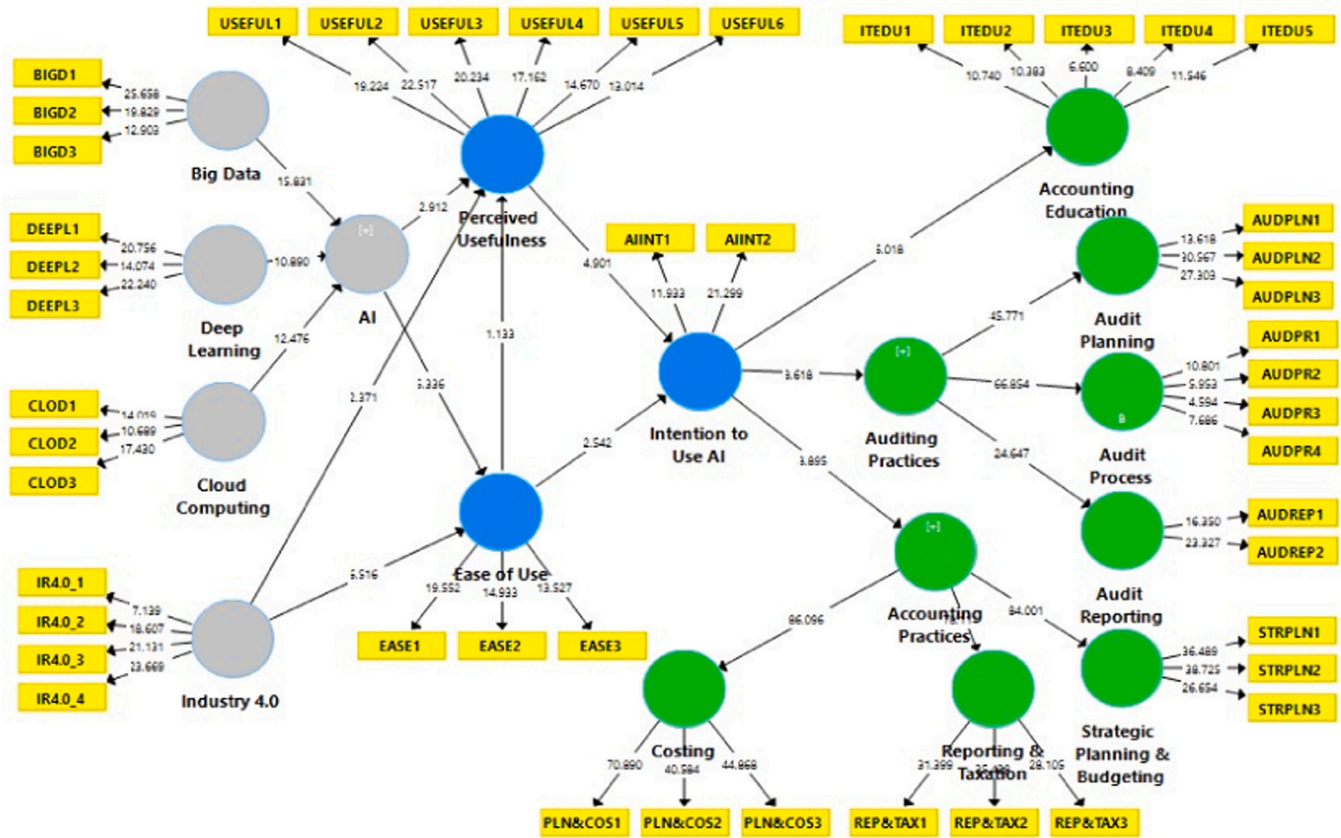 USEFUL1 USEFUL2 USEFUL3 USEFUL4 USEFUL5 USEFUL6
ITEDU1 ITEDU2 ITEDU3 ITEDU4 ITEDU5
19.224 22.517 20.234 17.162 14.670 13.014
10.740 10.383 6.600 8.409 11.546
BIGD1
BIGD2
BIGD3
25.658
19.829
12.903
Big Data
15.831
DEEPL1
DEEPL2
DEEPL3
20.756
14.074
22.240
Deep
Learning
10.890
CLOD1
CLOD2
CLOD3
14.019
10.689
17.430
Cloud
Computing
12.476
[+]
AI
2.912
Perceived
Usefulness
1.133
4.901
2.371
IR4.0_1
IR4.0_2
IR4.0_3
IR4.0_4
7.139
18.607
21.131
23.669
Industry 4.0
Ease of Use
19.552 14.933 13.527
EASE1 EASE2 EASE3
2.542
AIINT1 AIINT2
11.933 21.299
Intention to
Use AI
3.618
3.895
Accounting
Education
[+]
Auditing
Practices
45.771
66.854
24.647
Audit
Planning
13.618
30.567
27.303
AUDPLN1
AUDPLN2
AUDPLN3
B
Audit
Process
10.801
5.953
4.594
7.686
AUDPR1
AUDPR2
AUDPR3
AUDPR4
Audit
Reporting
16.350
23.327
AUDREP1
AUDREP2
[+]
Accounting
Practices
86.096
84.001
Strategic
Planning &
Budgeting
36.489
38.725
26.654
STRPLN1
STRPLN2
STRPLN3
Costing
70.890 40.584 44.868
PLN&COS1 PLN&COS2 PLN&COS3
Reporting &
Taxation
31.399 28.105
REP&TAX1 REP&TAX2 REP&TAX3